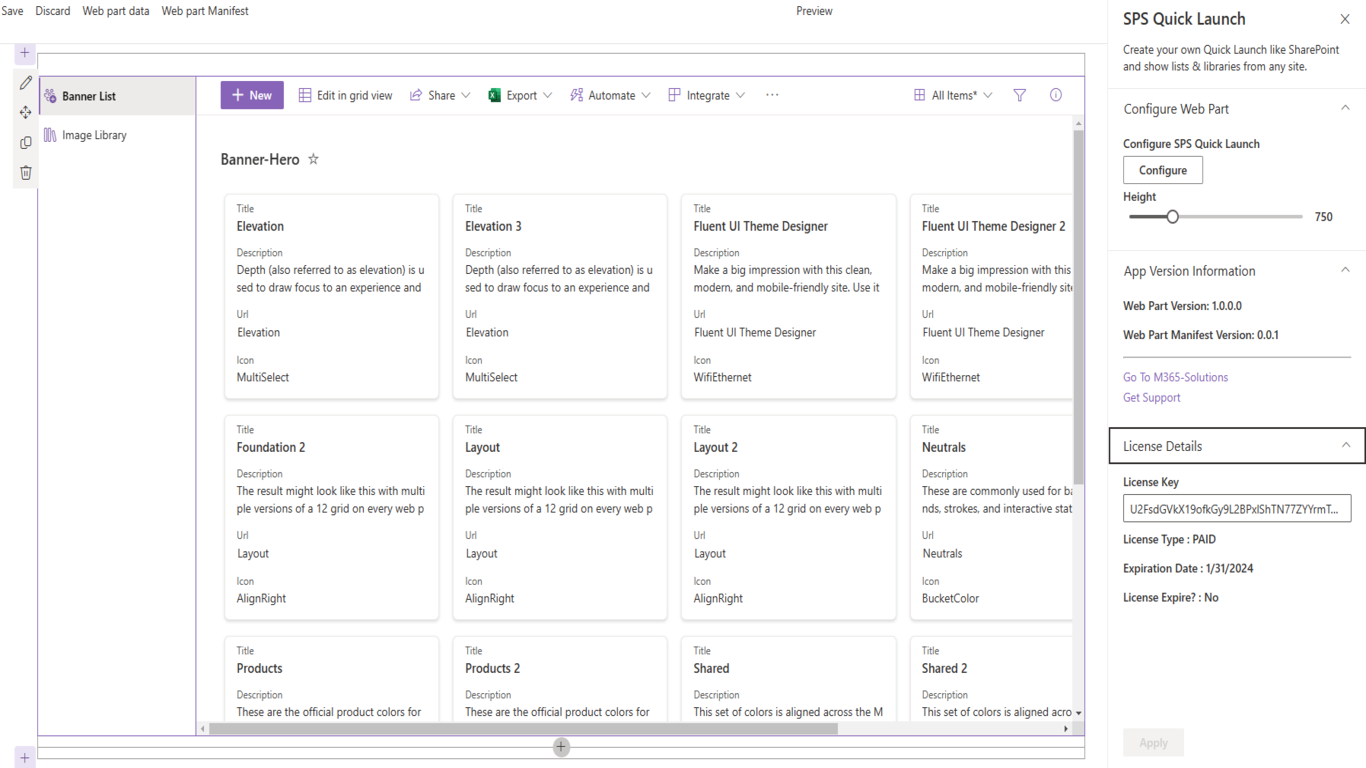 Save Discard Web part data Web part Manifest Preview
Banner List
Image Library
New Edit in grid view Share Export Automate Integrate ··· All Items*
Banner-Hero
Title
Elevation
Description
Depth (also referred to as elevation) is u
sed to draw focus to an experience and
Url
Elevation
Icon
MultiSelect
Title
Elevation 3
Description
Depth (also referred to as elevation) is u
sed to draw focus to an experience and
Url
Elevation
Icon
MultiSelect
Title
Fluent UI Theme Designer
Description
Make a big impression with this clean,
modern, and mobile-friendly site. Use it
Url
Fluent UI Theme Designer
Icon
WifiEthernet
Title
Fluent UI Theme Designer 2
Description
Make a big impression with this
modern, and mobile-friendly site
Url
Fluent UI Theme Designer
Icon
WifiEthernet
Title
Foundation 2
Description
The result might look like this with multi
ple versions of a 12 grid on every web p
Url
Layout
Icon
AlignRight
Title
Layout
Description
The result might look like this with multi
ple versions of a 12 grid on every web p
Url
Layout
Icon
AlignRight
Title
Layout 2
Description
The result might look like this with multi
ple versions of a 12 grid on every web p
Url
Layout
Icon
AlignRight
Title
Neutrals
Description
These are commonly used for ba
nds, strokes, and interactive stat
Url
Neutrals
Icon
BucketColor
Title
Products
Description
These are the official product colors for
Title
Products 2
Description
These are the official product colors for
Title
Shared
Description
This set of colors is aligned across the M
Title
Shared 2
Description
This set of colors is aligned acro
SPS Quick Launch
Create your own Quick Launch like SharePoint
and show lists & libraries from any site.
Configure Web Part
Configure SPS Quick Launch
Configure
Height
750
App Version Information
Web Part Version: 1.0.0.0
Web Part Manifest Version: 0.0.1
Go To M365-Solutions
Get Support
License Details
License Key
U2FsdGVkX19ofkGy9L2BPxlShTN77ZYYrmT...
License Type : PAID
Expiration Date : 1/31/2024
License Expire? : No
Apply